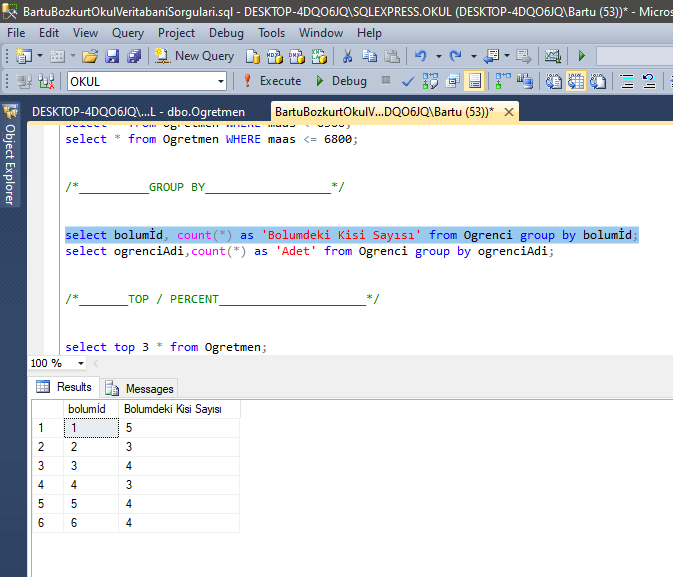 BartuBozkurtOkulVeritabaniSorgulari.sql - DESKTOP-4DQO6JQ\SQLEXPRESS.OKUL (DESKTOP-4DQO6JQ\Bartu (53))* - Micros
File Edit View Query Project Debug Tools Window Help
New Query
OKUL Execute Debug
DESKTOP-4DQO6JQ\...L - dbo.Ogretmen BartuBozkurtOkulV...DQO6JQ\Bartu (53))*
Object Explorer
select * from Ogretmen WHERE maas <= 6800;
/*__________GROUP BY__________________*/
select bolumİd, count(*) as 'Bolumdeki Kisi Sayısı' from Ogrenci group by bolumİd;
select ogrenciAdi,count(*) as 'Adet' from Ogrenci group by ogrenciAdi;
/*_______TOP / PERCENT_____________________*/
select top 3 * from Ogretmen;
100 %
Results Messages
bolumİd Bolumdeki Kisi Sayısı
1 1 5
2 2 3
3 3 4
4 4 3
5 5 4
6 6 4